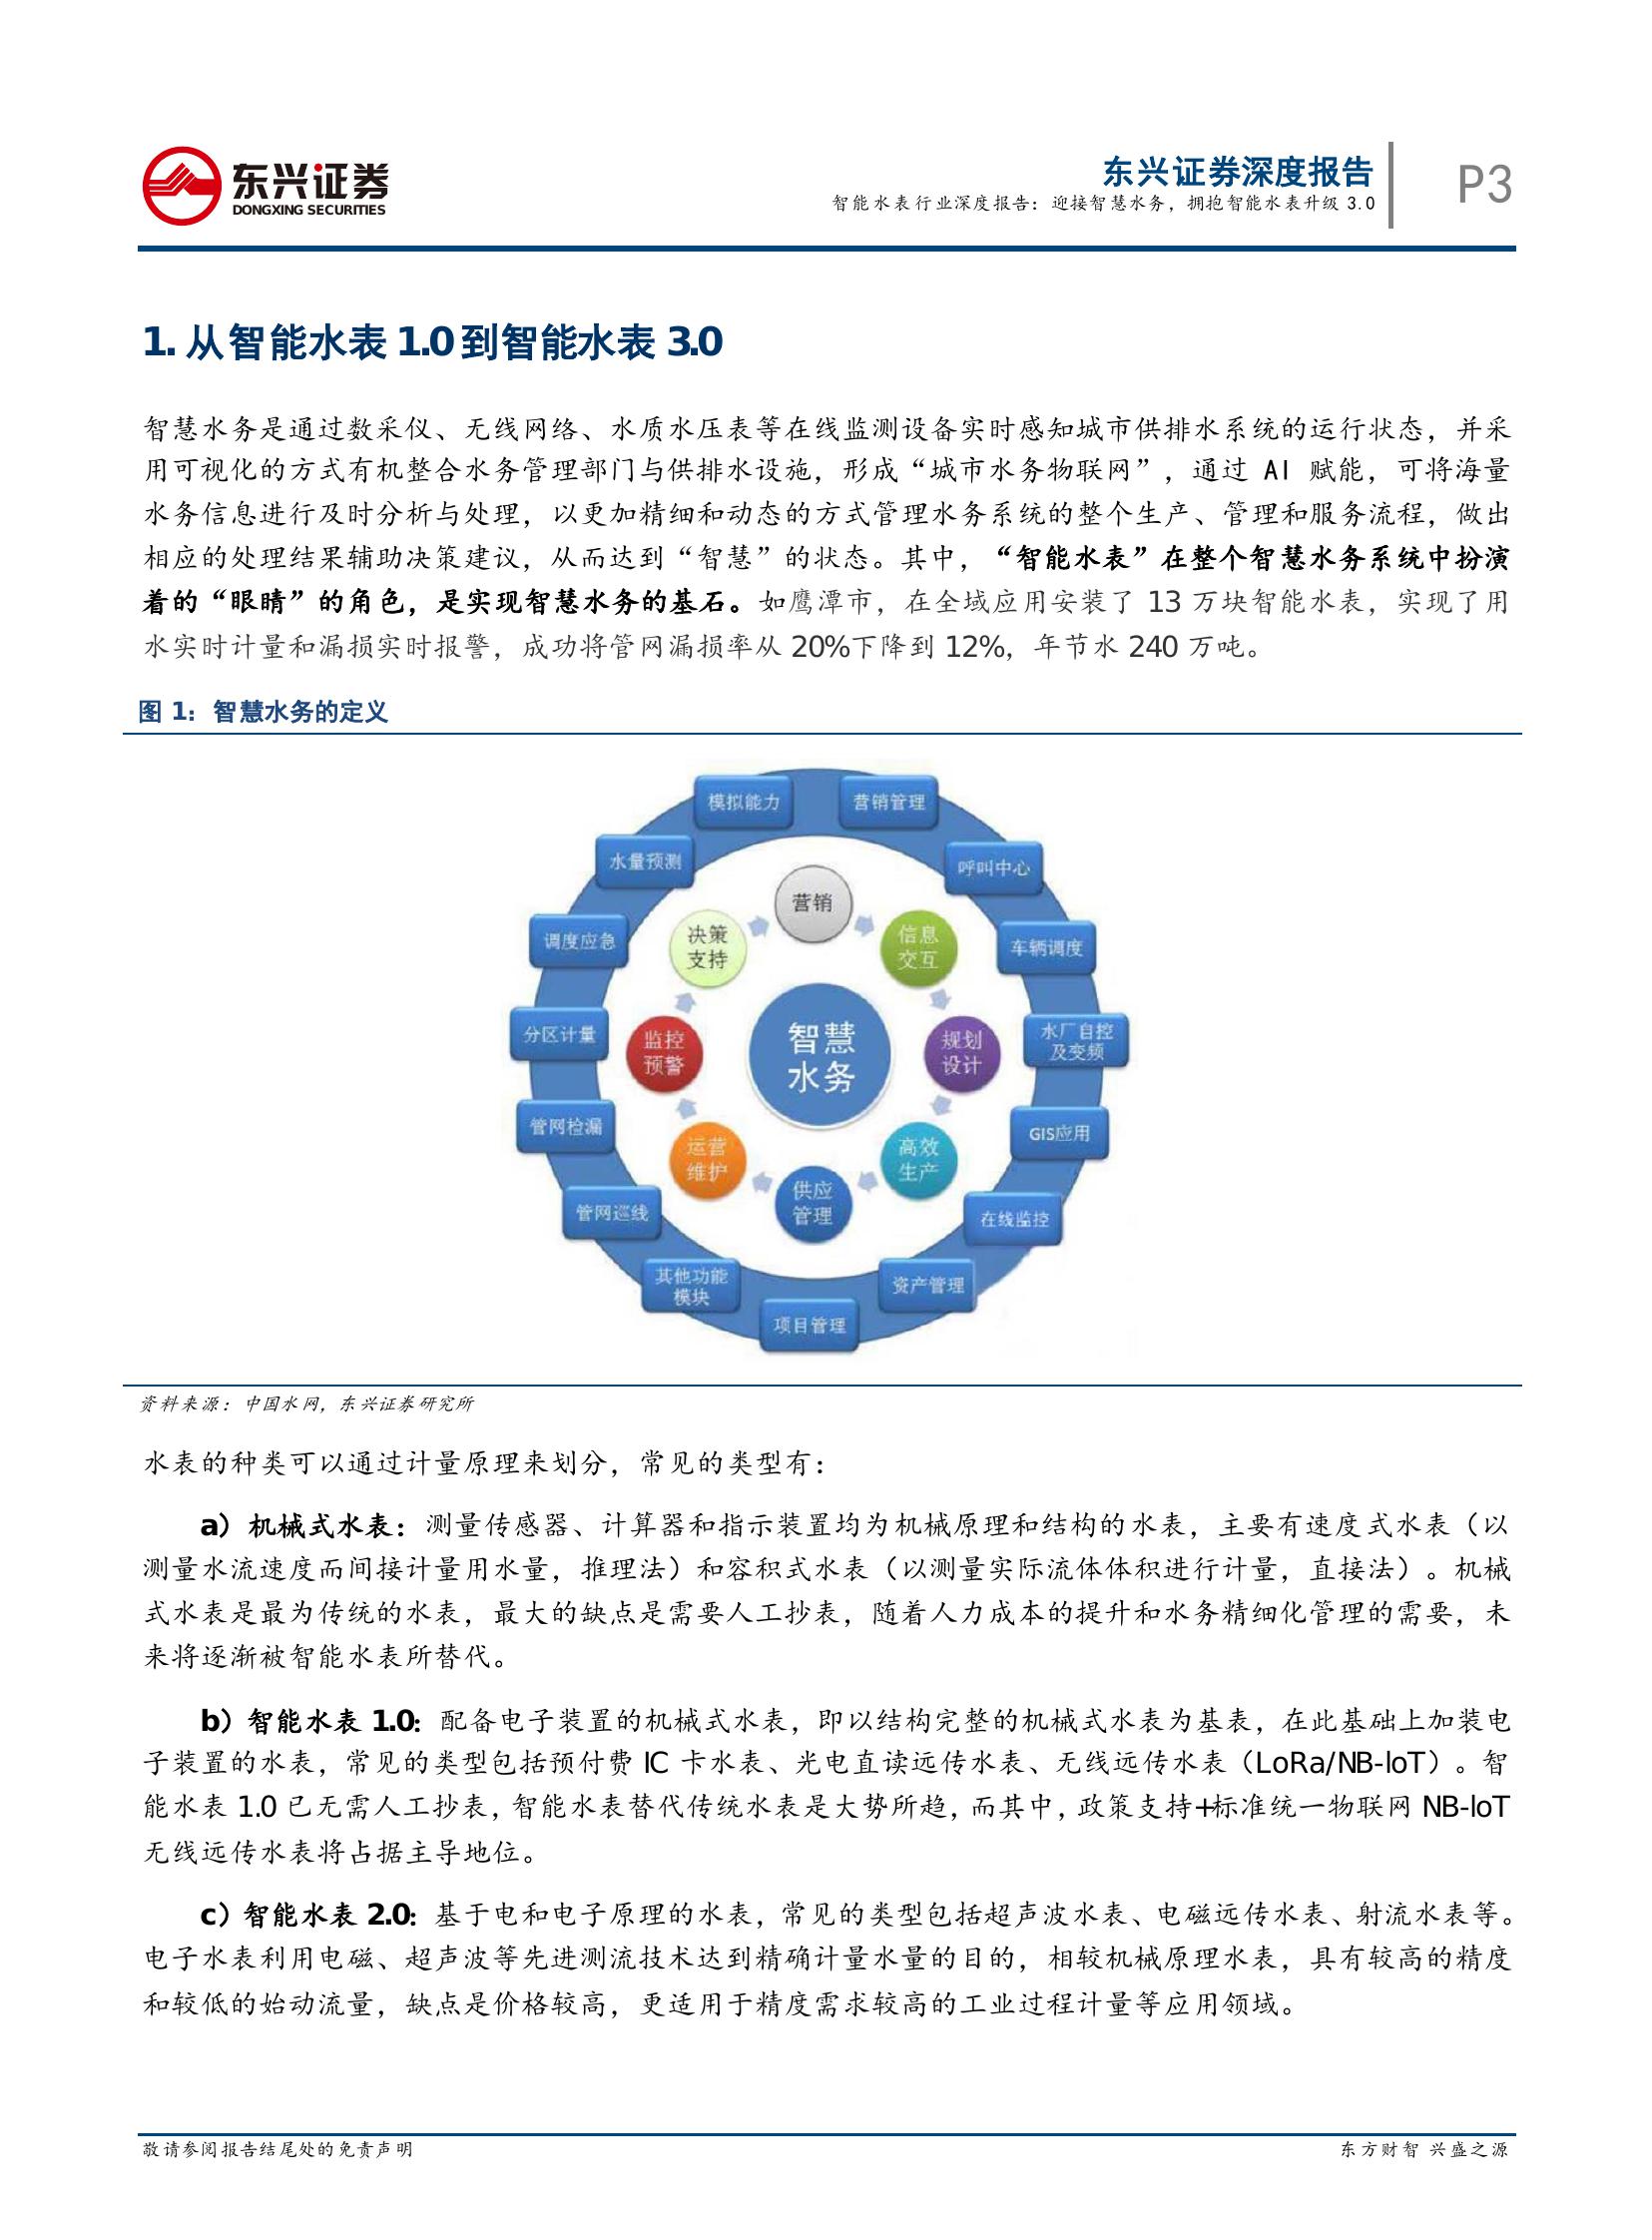 东兴证券
DONGXING SECURITIES
东兴证券深度报告
智能水表行业深度报告：迎接智慧水务，拥抱智能水表升级 3.0
P3
1. 从智能水表 1.0 到智能水表 3.0
智慧水务是通过数采仪、无线网络、水质水压表等在线监测设备实时感知城市供排水系统的运行状态，并采
用可视化的方式有机整合水务管理部门与供排水设施，形成“城市水务物联网”，通过 AI 赋能，可将海量
水务信息进行及时分析与处理，以更加精细和动态的方式管理水务系统的整个生产、管理和服务流程，做出
相应的处理结果辅助决策建议，从而达到“智慧”的状态。其中，“智能水表”在整个智慧水务系统中扮演
着的“眼睛”的角色，是实现智慧水务的基石。如鹰潭市，在全域应用安装了 13 万块智能水表，实现了用
水实时计量和漏损实时报警，成功将管网漏损率从 20%下降到 12%，年节水 240 万吨。
图 1：智慧水务的定义
模拟能力
营销管理
水量预测
呼叫中心
调度应急
车辆调度
分区计量
水厂自控
及变频
管网检漏
GIS应用
管网巡线
在线监控
其他功能
模块
资产管理
项目管理
营销
信息
交互
规划
设计
高效
生产
供应
管理
运营
维护
监控
预警
决策
支持
智慧
水务
资料来源：中国水网，东兴证券研究所
水表的种类可以通过计量原理来划分，常见的类型有：
a）机械式水表：测量传感器、计算器和指示装置均为机械原理和结构的水表，主要有速度式水表（以
测量水流速度而间接计量用水量，推理法）和容积式水表（以测量实际流体体积进行计量，直接法）。机械
式水表是最为传统的水表，最大的缺点是需要人工抄表，随着人力成本的提升和水务精细化管理的需要，未
来将逐渐被智能水表所替代。
b）智能水表 1.0：配备电子装置的机械式水表，即以结构完整的机械式水表为基表，在此基础上加装电
子装置的水表，常见的类型包括预付费 IC 卡水表、光电直读远传水表、无线远传水表（LoRa/NB-IoT）。智
能水表 1.0 已无需人工抄表，智能水表替代传统水表是大势所趋，而其中，政策支持+标准统一物联网 NB-IoT
无线远传水表将占据主导地位。
c）智能水表 2.0：基于电和电子原理的水表，常见的类型包括超声波水表、电磁远传水表、射流水表等。
电子水表利用电磁、超声波等先进测流技术达到精确计量水量的目的，相较机械原理水表，具有较高的精度
和较低的始动流量，缺点是价格较高，更适用于精度需求较高的工业过程计量等应用领域。
敬请参阅报告结尾处的免责声明
东方财智 兴盛之源